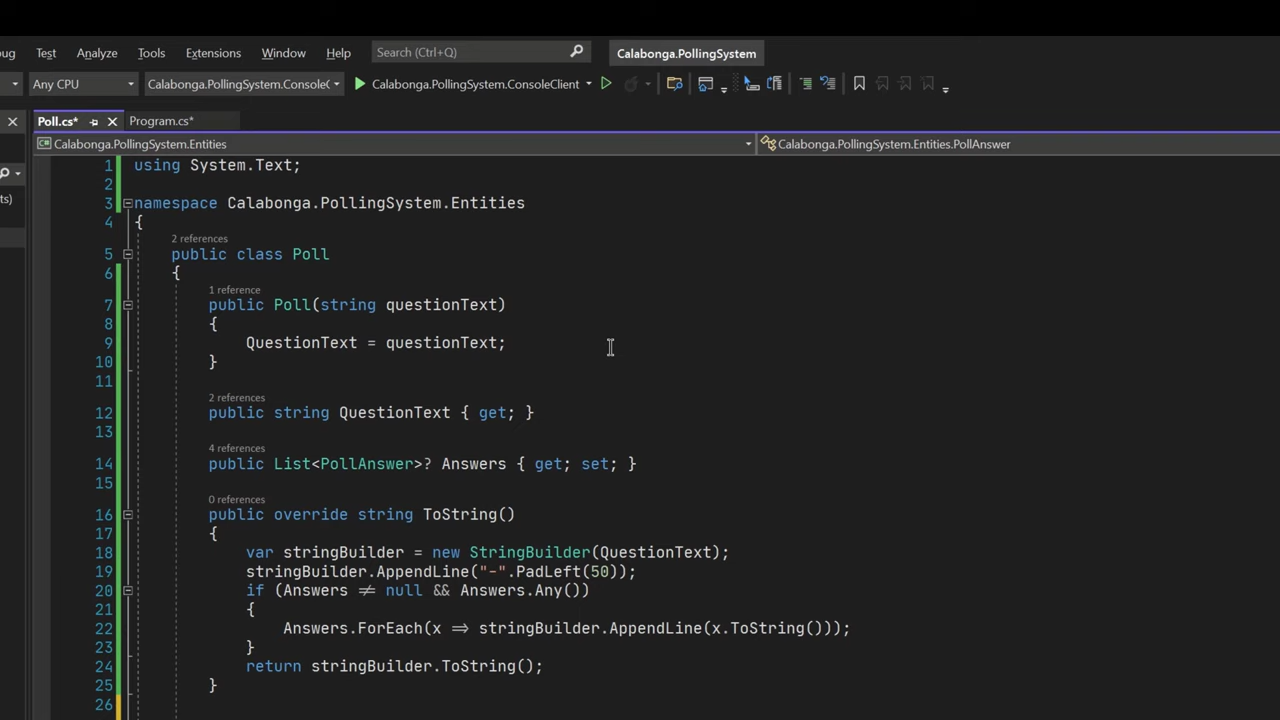 bug Test Analyze Tools Extensions Window Help Search (Ctrl+Q) Calabonga.PollingSystem
Any CPU Calabonga.PollingSystem.Console Calabonga.PollingSystem.ConsoleClient
Poll.cs* Program.cs*
Calabonga.PollingSystem.Entities Calabonga.PollingSystem.Entities.PollAnswer
1 using System.Text;
2
ts) 3 namespace Calabonga.PollingSystem.Entities
4 {
2 references
5 public class Poll
6 {
1 reference
7 public Poll(string questionText)
8 {
9 QuestionText = questionText;
10 }
11
2 references
12 public string QuestionText { get; }
13
4 references
14 public List<PollAnswer>? Answers { get; set; }
15
0 references
16 public override string ToString()
17 {
18 var stringBuilder = new StringBuilder(QuestionText);
19 stringBuilder.AppendLine("-".PadLeft(50));
20 if (Answers ≠ null && Answers.Any())
21 {
22 Answers.ForEach(x ⇒ stringBuilder.AppendLine(x.ToString()));
23 }
24 return stringBuilder.ToString();
25 }
26